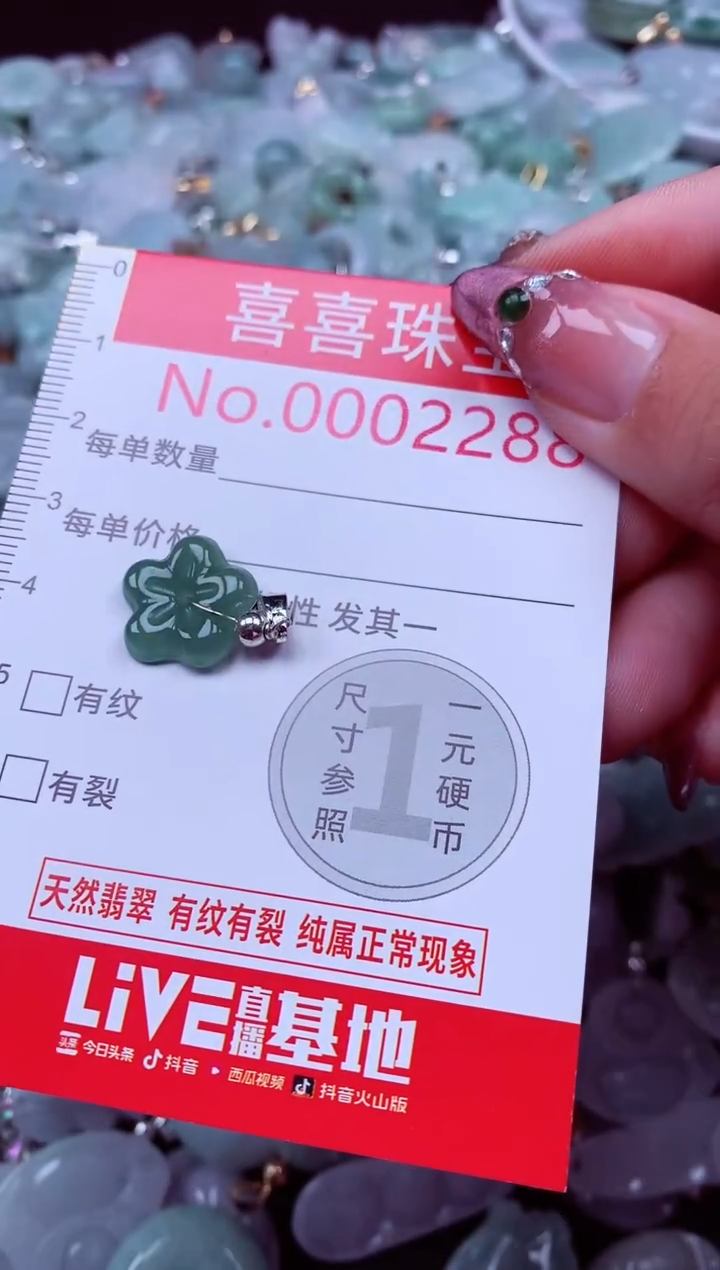 0
喜喜珠
1
No.0002288
2
每单数量
3
每单价格
4
性 发其一
5
有纹
有裂
尺寸参照
1
一元硬币
天然翡翠 有纹有裂 纯属正常现象
LiVE直播基地
头条 今日头条 抖音 西瓜视频 抖音火山版